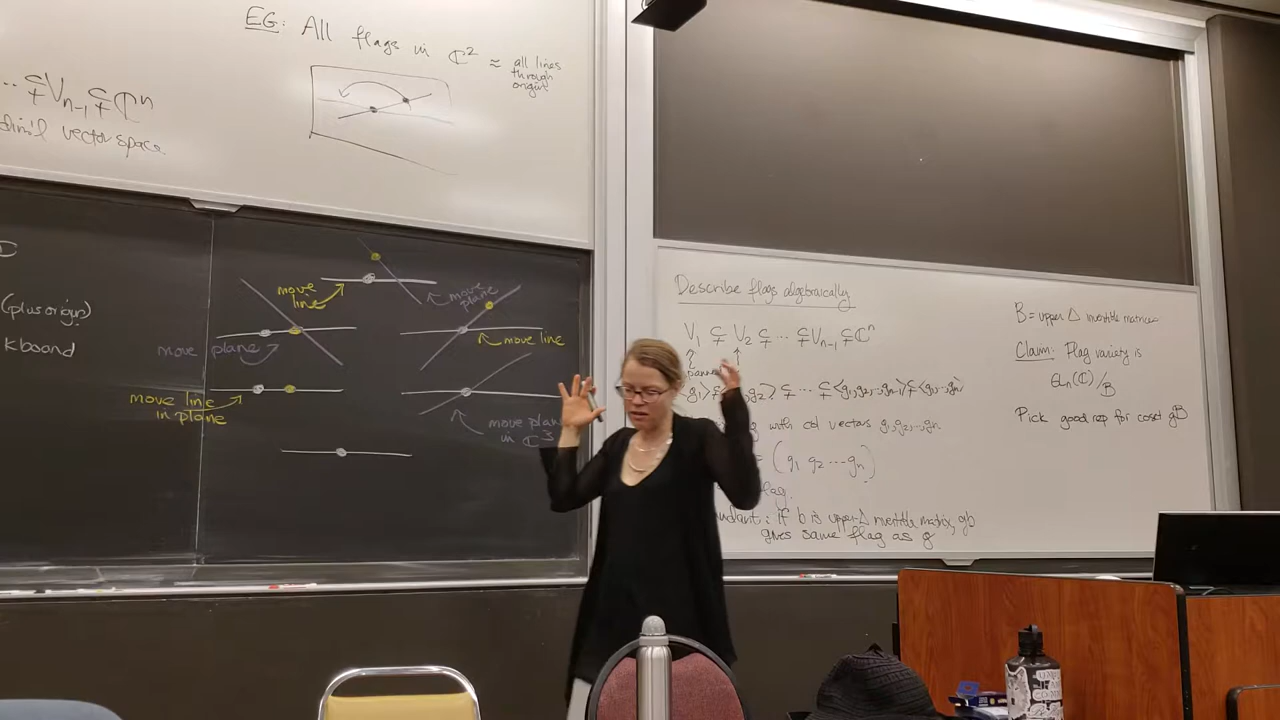 EG: All flags in ℂ² ≈ all lines
through
origin
⋯ ⊊ V_{n-1} ⊊ ℂⁿ
dim'l vector space.
(plus origin)
kboard
move
line
move
plane
move plane
move line
move line
in plane
move plan
in ℂ³
Describe flags algebraically
V₁ ⊊ V₂ ⊊ ⋯ ⊊ V_{n-1} ⊊ ℂⁿ
g₁> ⊊ g₂> ⊊ ⋯ ⊊ <g₁,g₂,⋯,g_{n-1}> ⊊ <g₁,⋯,gₙ>
with col vectors g₁,g₂,⋯,gₙ
(g₁ g₂ ⋯ gₙ)
flag.
undant: if b is upper-Δ invertible matrix, gb
gives same flag as g
B = upper Δ invertible matrices
Claim: Flag variety is
GLₙ(ℂ)/B
Pick good rep for coset gB